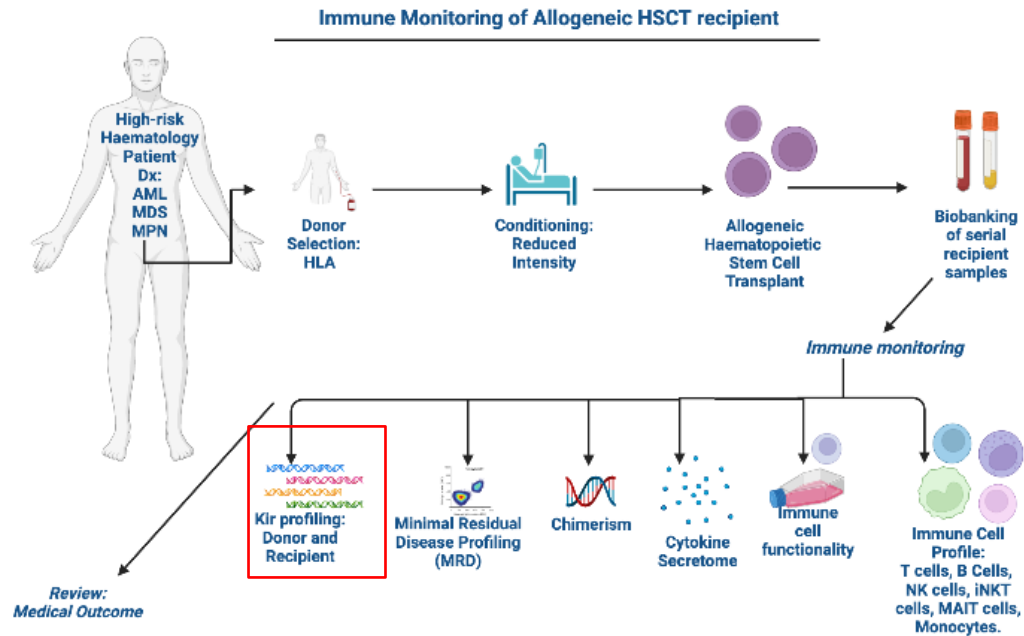 Immune Monitoring of Allogeneic HSCT recipient
High-risk
Haematology
Patient
Dx:
AML
MDS
MPN
Donor
Selection:
HLA
Conditioning:
Reduced
Intensity
Allogeneic
Haematopoietic
Stem Cell
Transplant
Biobanking
of serial
recipient
samples
Immune monitoring
Kir profiling:
Donor and
Recipient
Minimal Residual
Disease Profiling
(MRD)
Chimerism
Cytokine
Secretome
Immune
cell
functionality
Immune Cell
Profile:
T cells, B Cells,
NK cells, iNKT
cells, MAIT cells,
Monocytes.
Review:
Medical Outcome